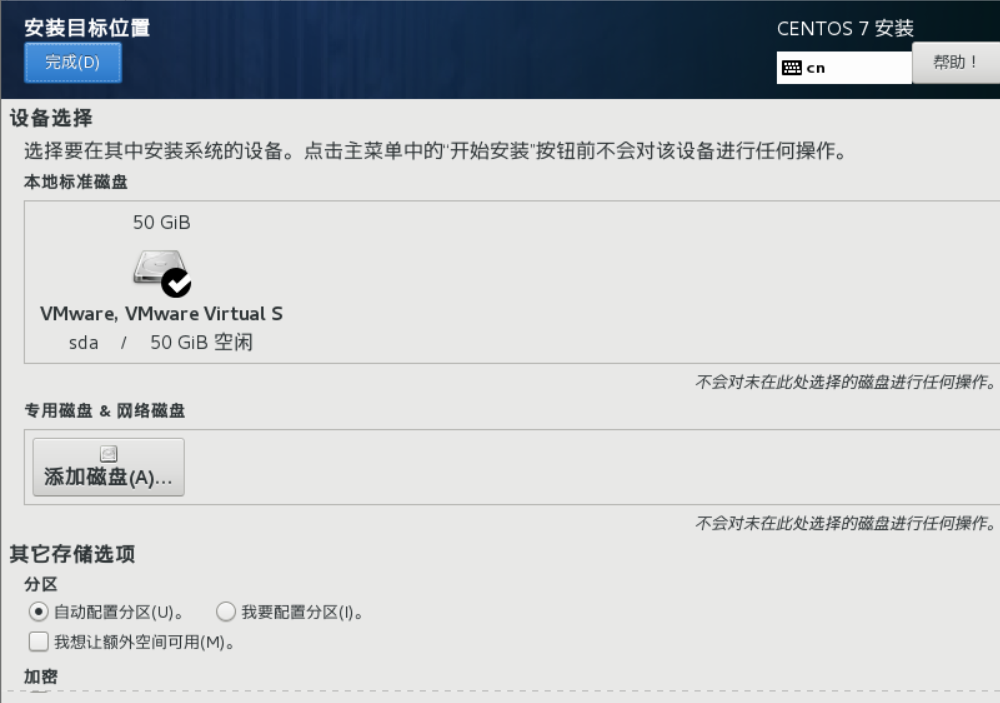 安装目标位置
CENTOS 7 安装
完成(D)
cn
帮助！
设备选择
选择要在其中安装系统的设备。点击主菜单中的“开始安装”按钮前不会对该设备进行任何操作。
本地标准磁盘
50 GiB
VMware, VMware Virtual S
sda / 50 GiB 空闲
不会对未在此处选择的磁盘进行任何操作。
专用磁盘 & 网络磁盘
添加磁盘(A)...
不会对未在此处选择的磁盘进行任何操作。
其它存储选项
分区
自动配置分区(U)。 我要配置分区(I)。
我想让额外空间可用(M)。
加密